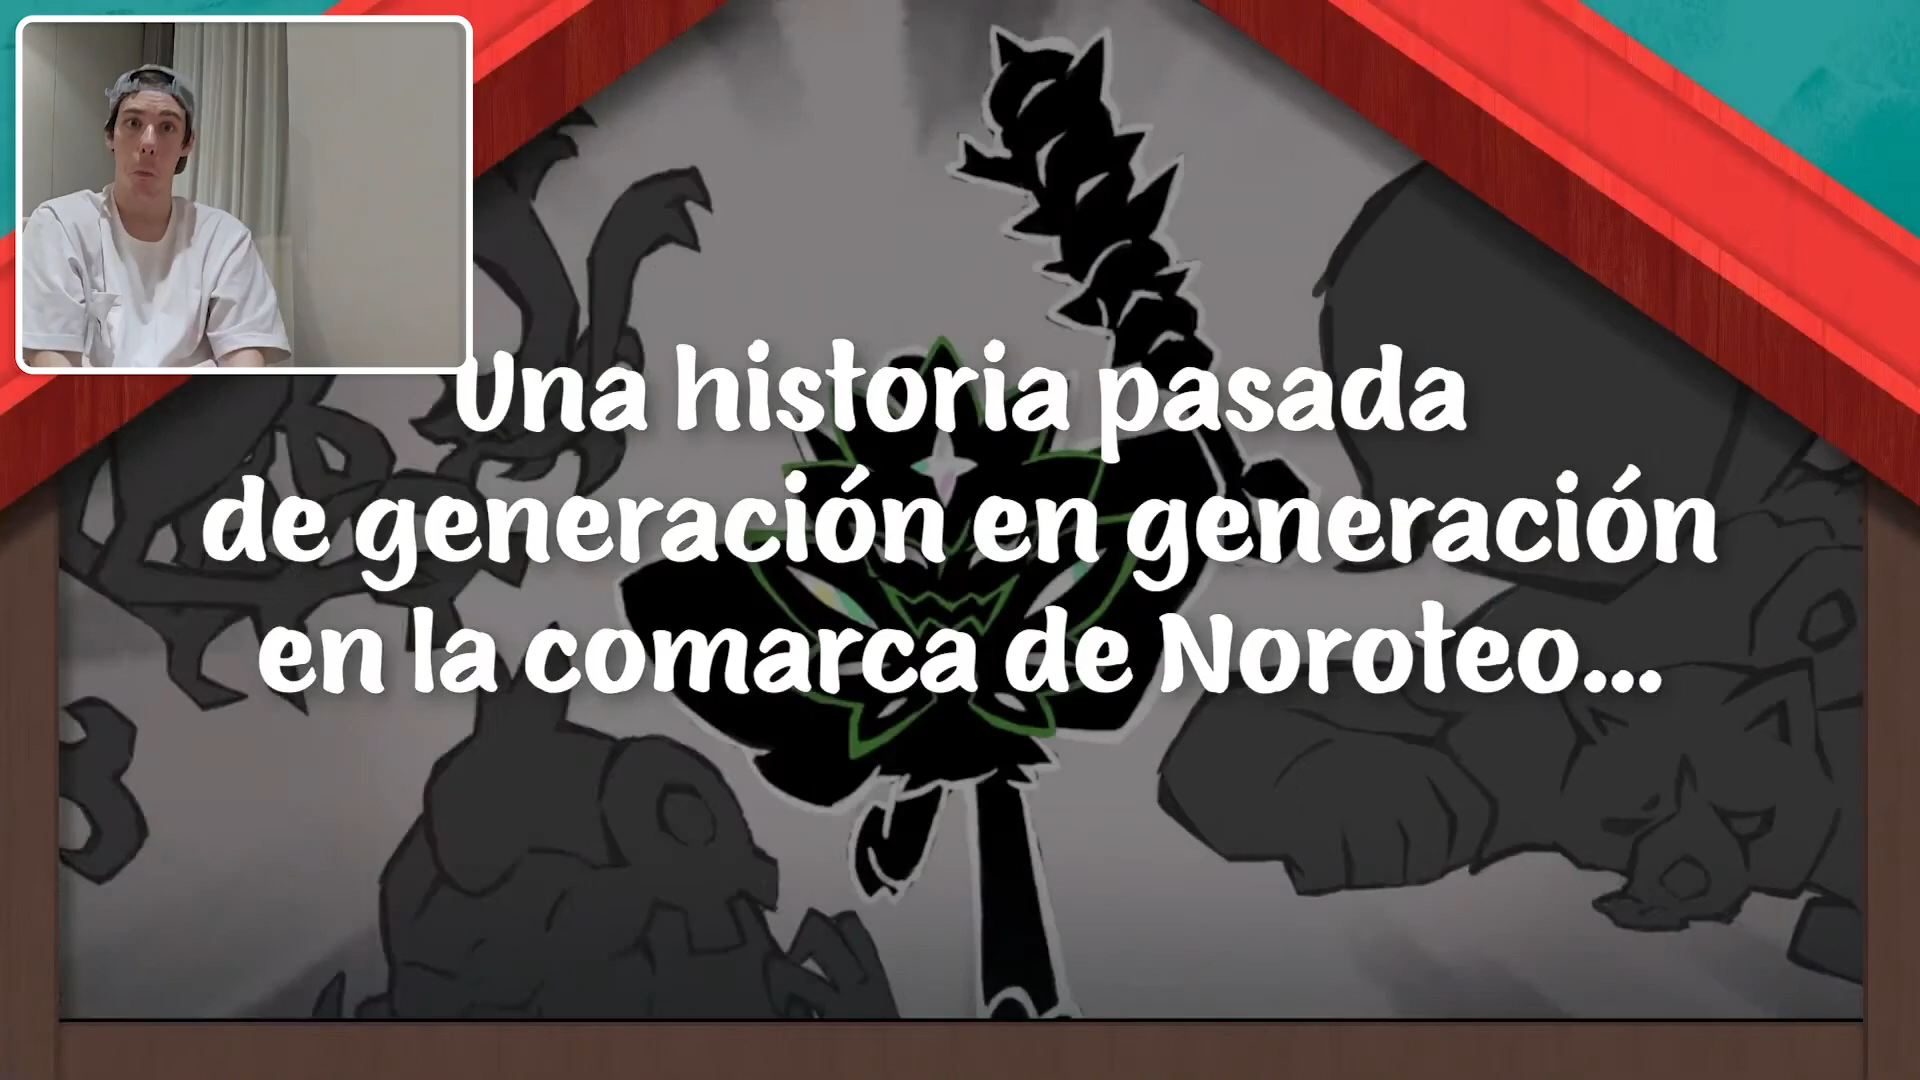 Una historia pasada
de generación en generación
en la comarca de Noroteo...